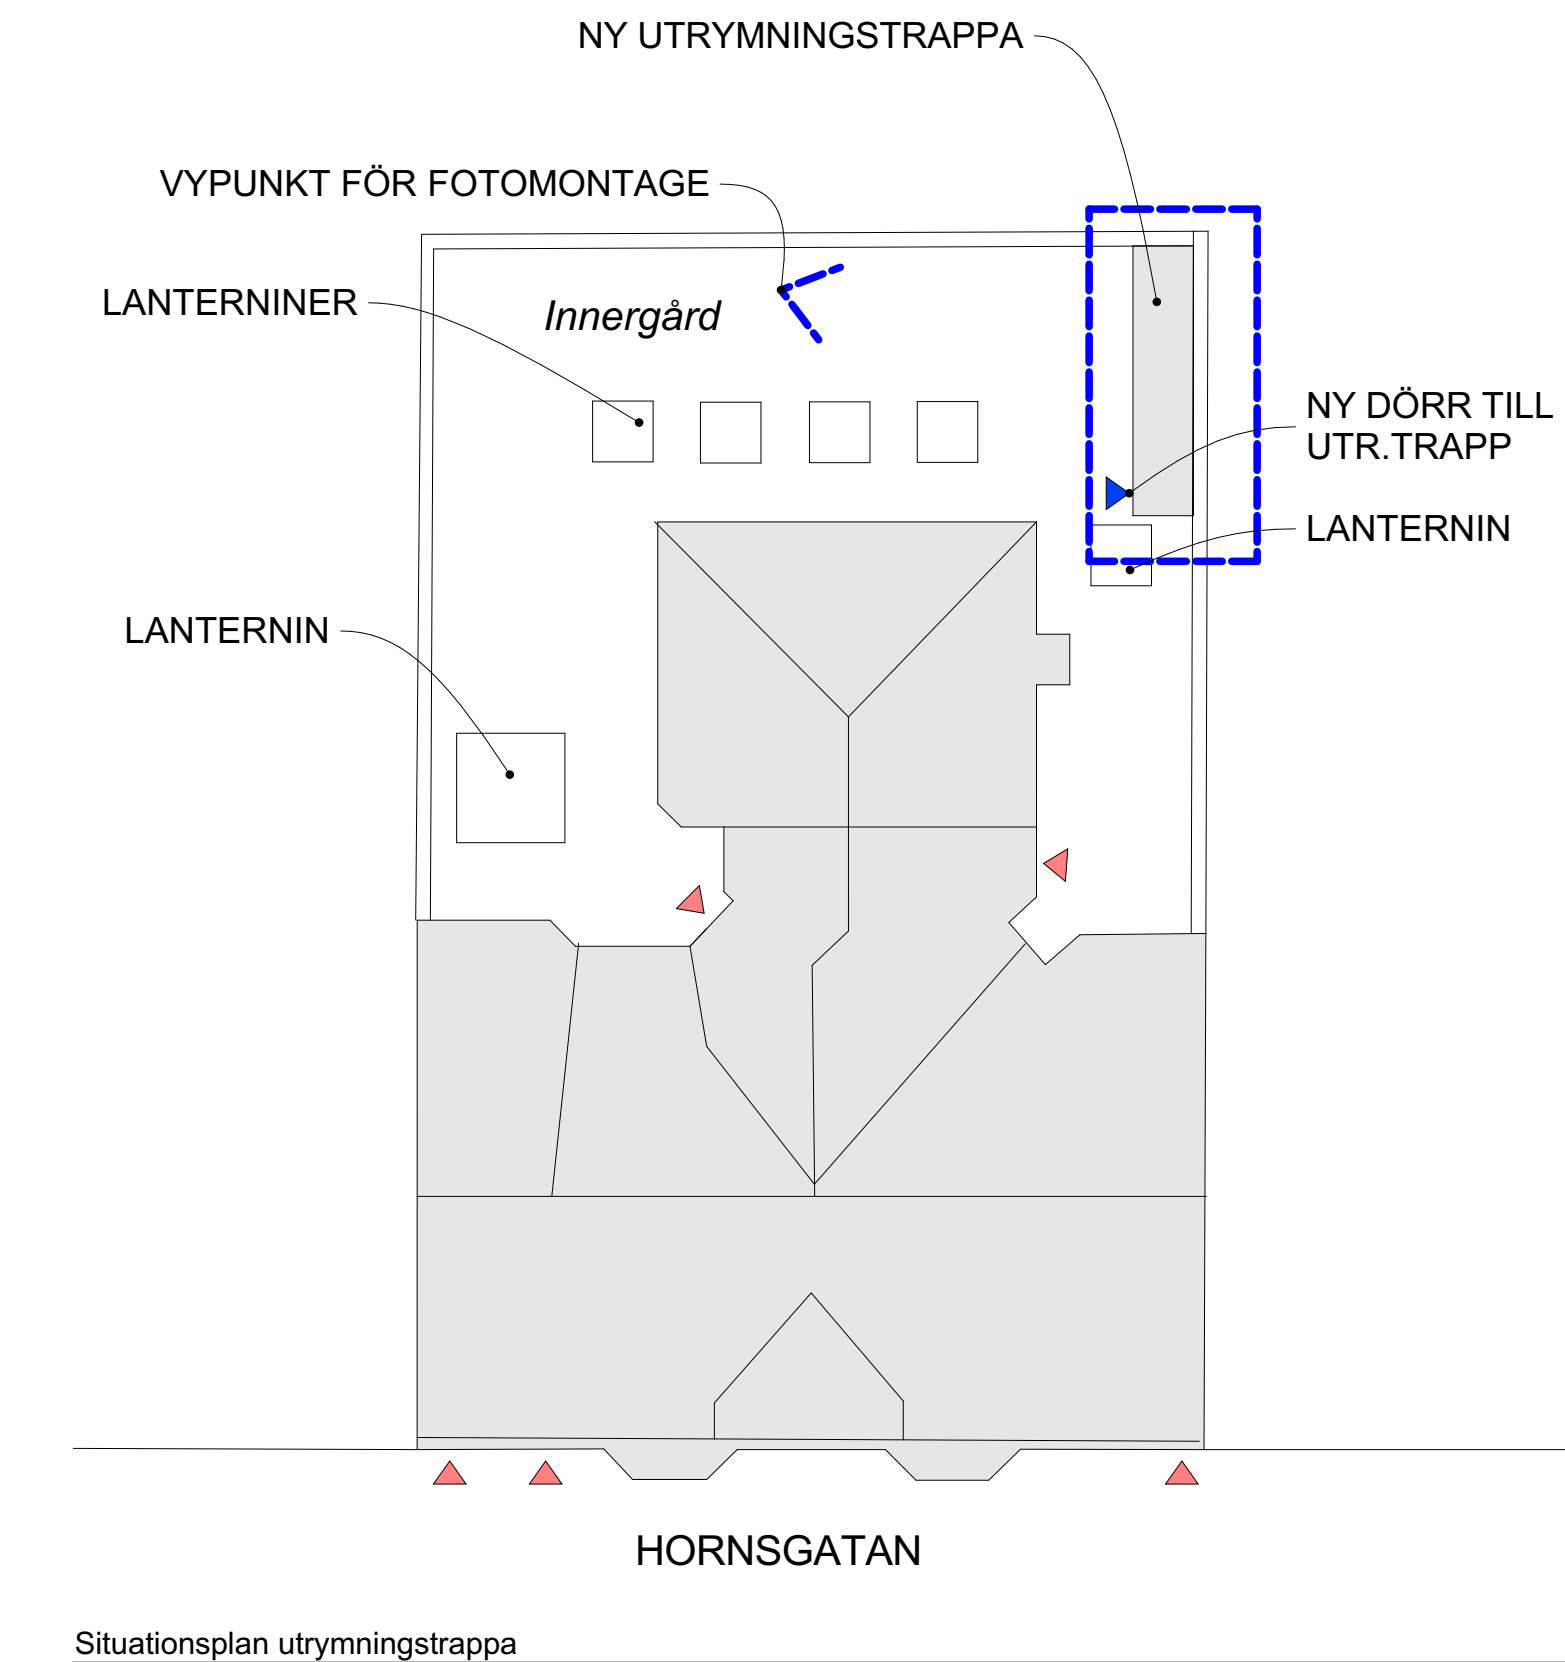 NY UTRYMNINGSTRAPPA
VYPUNKT FÖR FOTOMONTAGE
LANTERNINER
Innergård
NY DÖRR TILL
UTR.TRAPP
LANTERNIN
LANTERNIN
HORNSGATAN
Situationsplan utrymningstrappa